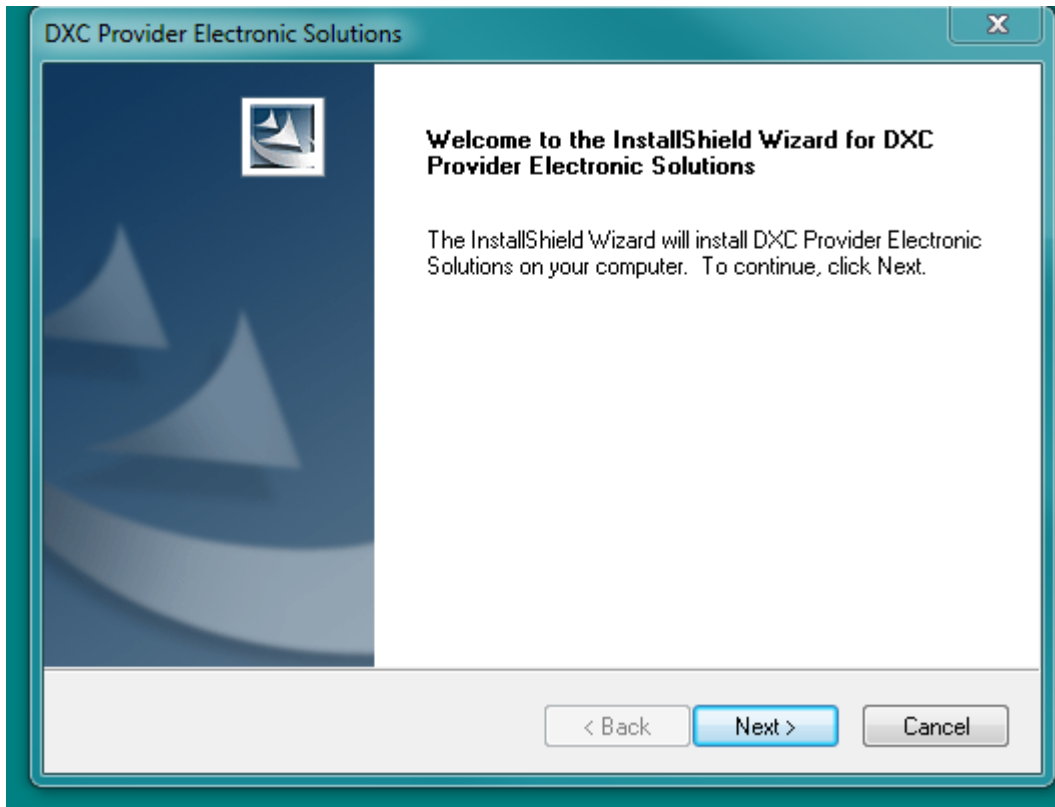 DXC Provider Electronic Solutions
Welcome to the InstallShield Wizard for DXC
Provider Electronic Solutions
The InstallShield Wizard will install DXC Provider Electronic
Solutions on your computer.  To continue, click Next.
< Back
Next >
Cancel